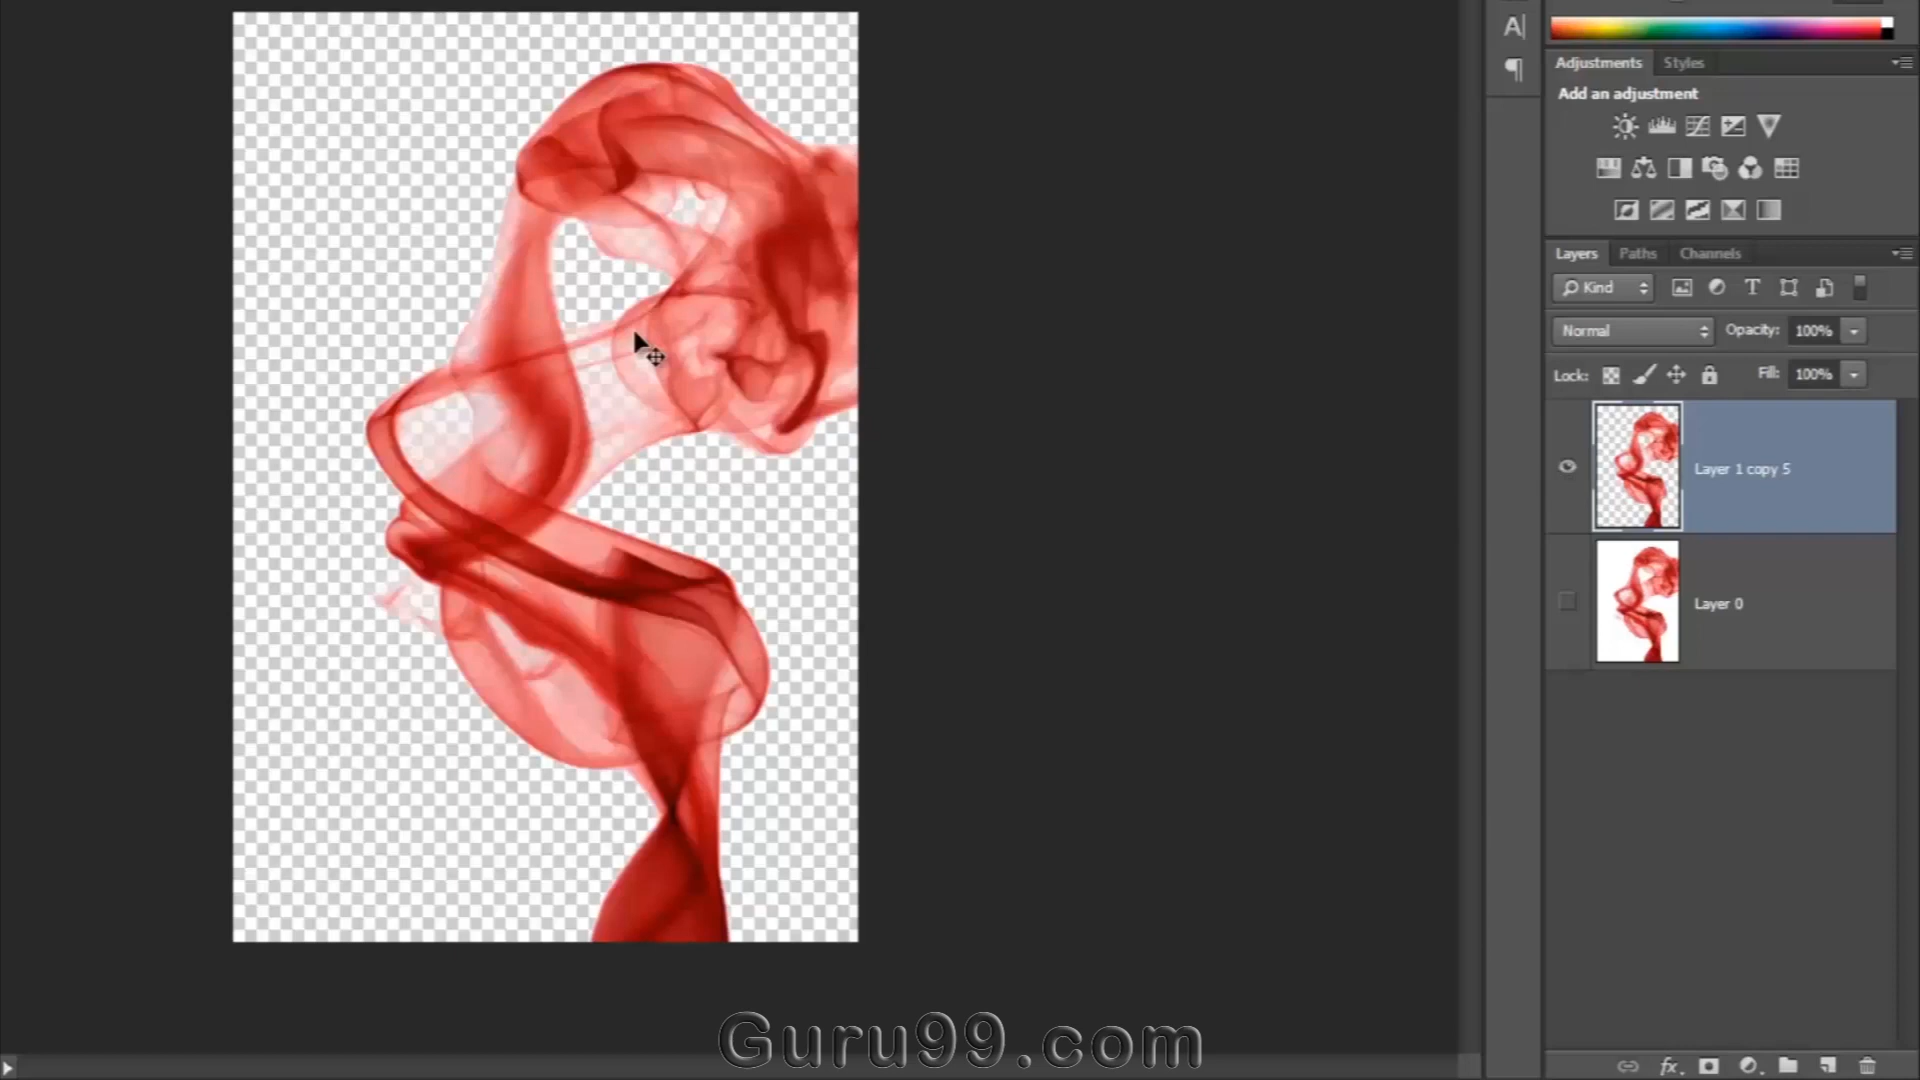 A|
¶
Adjustments Styles
Add an adjustment
Layers Paths Channels
Kind T
Normal Opacity: 100%
Lock: Fill: 100%
Layer 1 copy 5
Layer 0
fx
Guru99.com